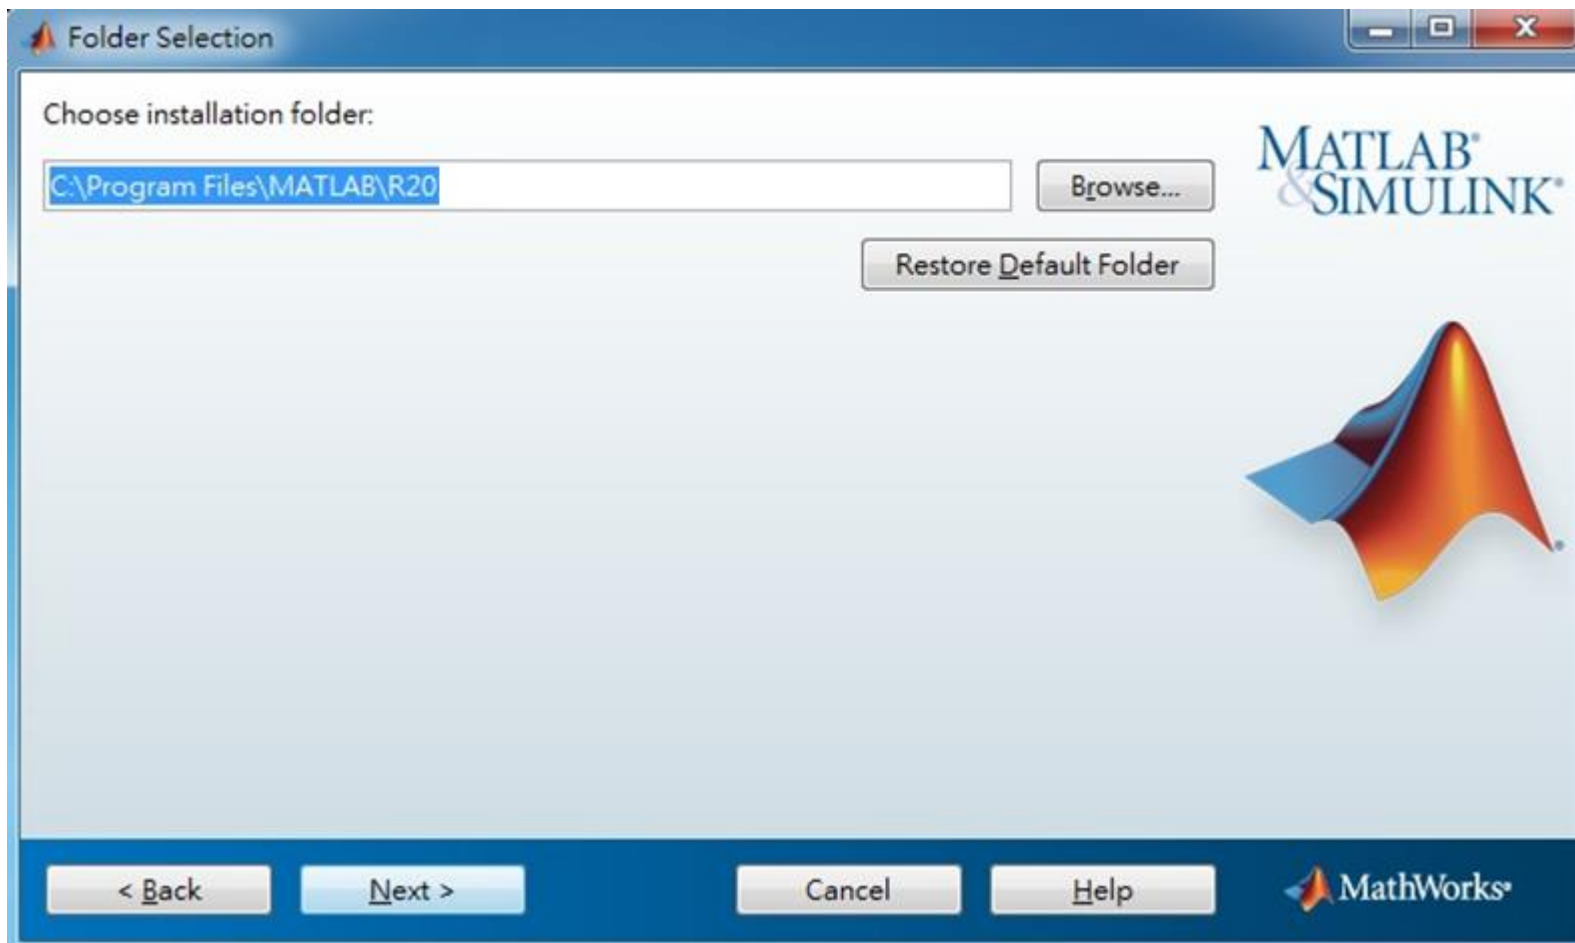 Folder Selection
Choose installation folder:
C:\Program Files\MATLAB\R20
Browse...
Restore Default Folder
MATLAB®
&SIMULINK®
< Back
Next >
Cancel
Help
MathWorks®